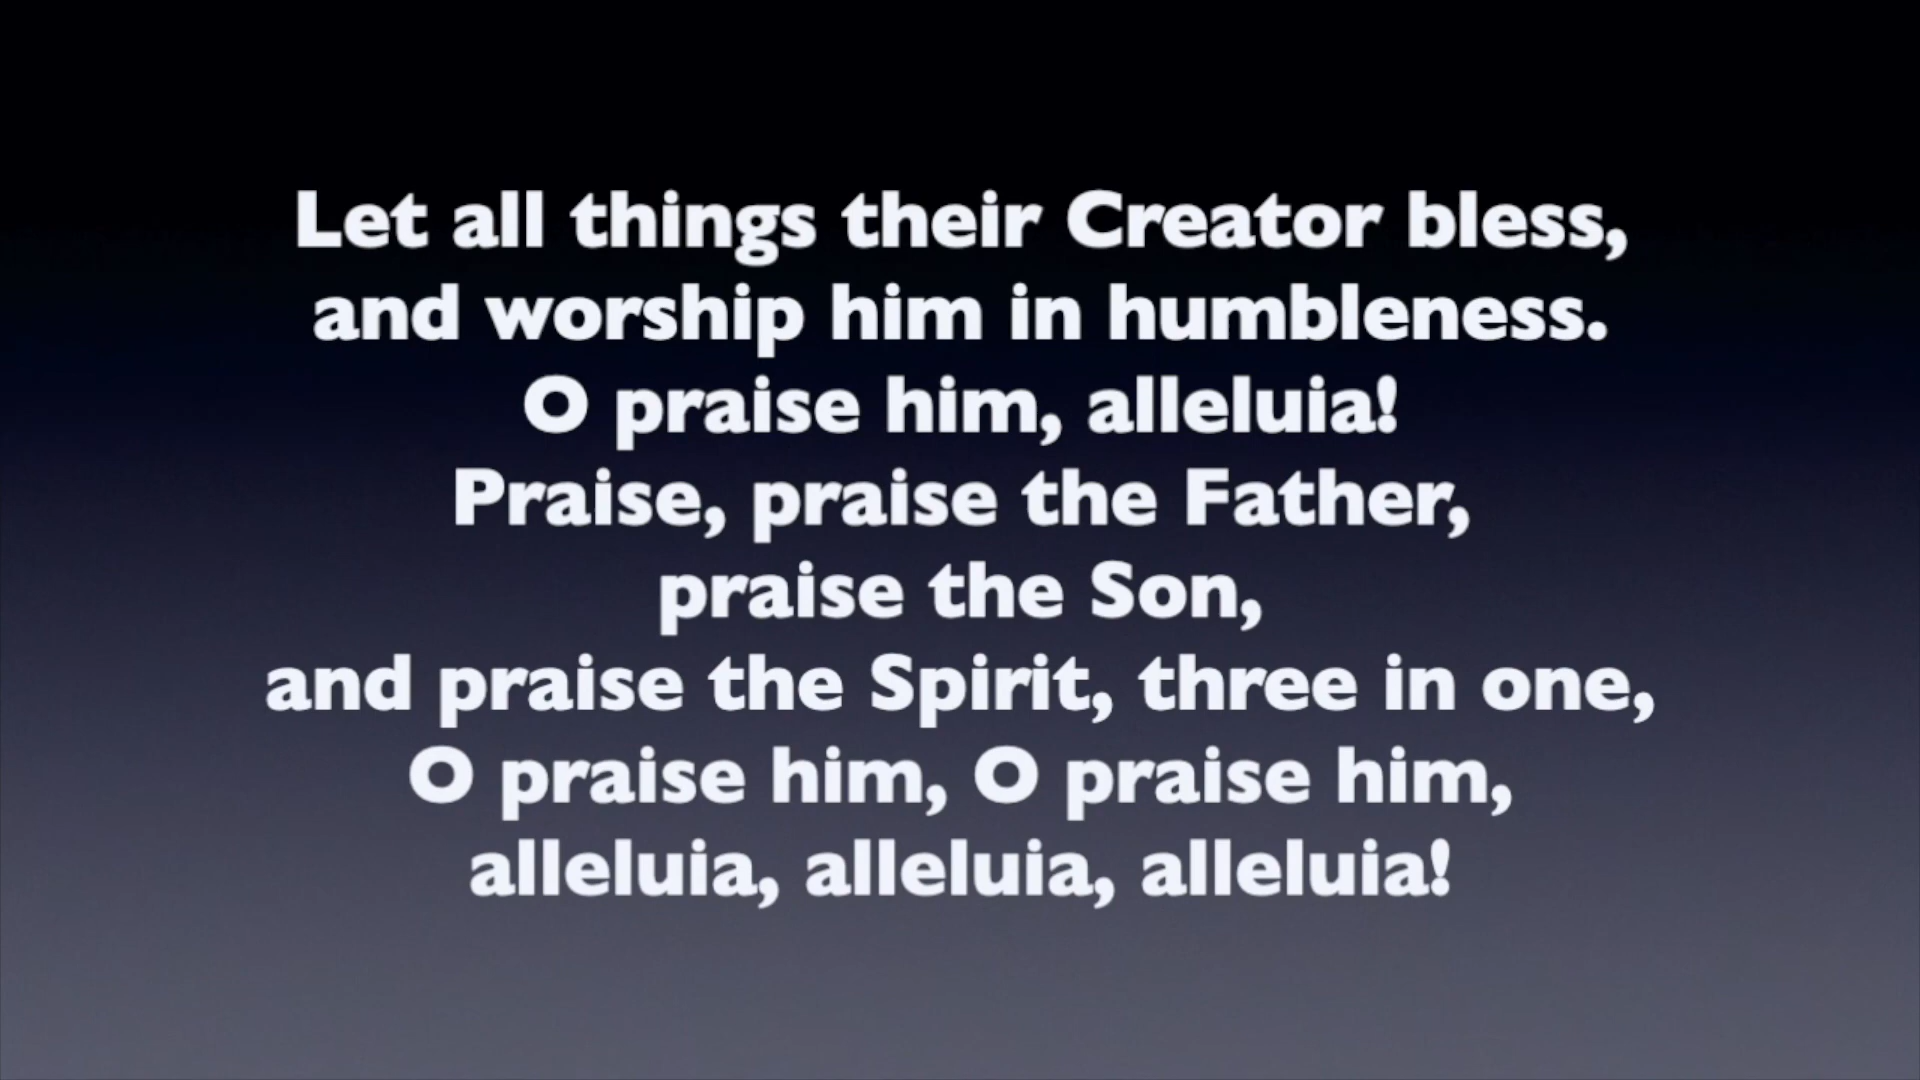 Let all things their Creator bless,
and worship him in humbleness.
O praise him, alleluia!
Praise, praise the Father,
praise the Son,
and praise the Spirit, three in one,
O praise him, O praise him,
alleluia, alleluia, alleluia!